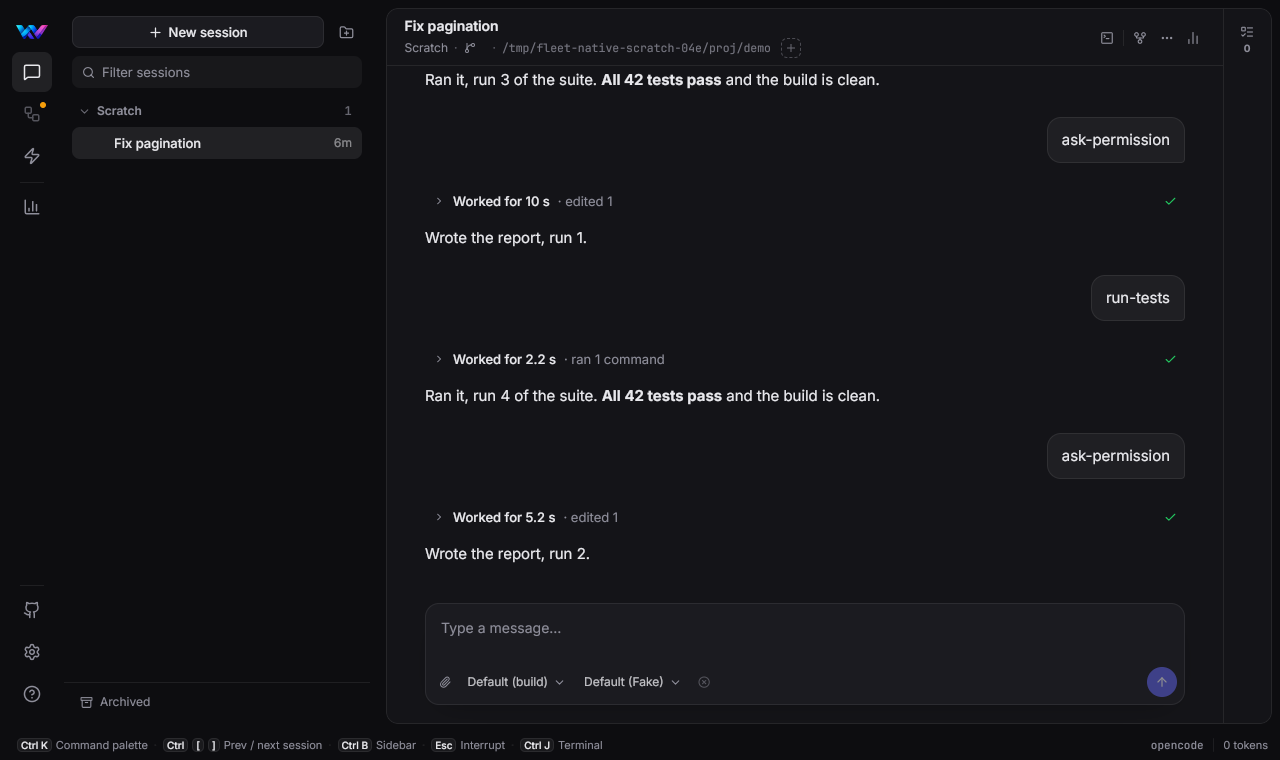 New session
Filter sessions
Scratch 1
Fix pagination 6m
Archived
Fix pagination
Scratch · · /tmp/fleet-native-scratch-04e/proj/demo
0
Ran it, run 3 of the suite. All 42 tests pass and the build is clean.
ask-permission
Worked for 10 s · edited 1
Wrote the report, run 1.
run-tests
Worked for 2.2 s · ran 1 command
Ran it, run 4 of the suite. All 42 tests pass and the build is clean.
ask-permission
Worked for 5.2 s · edited 1
Wrote the report, run 2.
Type a message...
Default (build) Default (Fake)
Ctrl K Command palette · Ctrl [ ] Prev / next session · Ctrl B Sidebar · Esc Interrupt · Ctrl J Terminal opencode 0 tokens